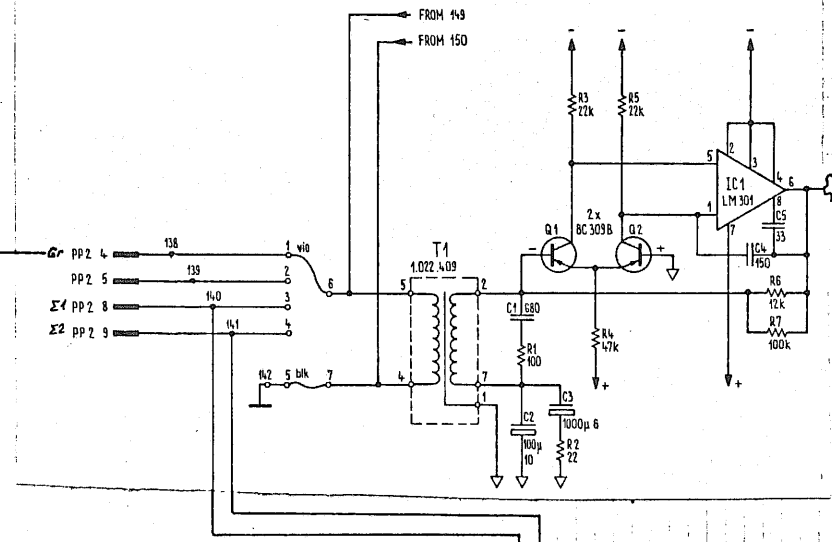 FROM 149
FROM 150
- - -
R3
22k
R5
22k
2 3 4
5 IC1 6
LM 301
1 8
7
C5
33
C4
150
2x
BC 309B
Q1 Q2
- +
Gr PP2 4 138 1 vio
PP2 5 139 2
6
Σ1 PP2 8 140 3
Σ2 PP2 9 141 4
142 5 blk 7
T1
1.022.409
5 2
4 7
1
C1 680
R1
100
R4
47k
+
R6
12k
R7
100k
+
C2
100µ
10
C3
1000µ 6
R2
22